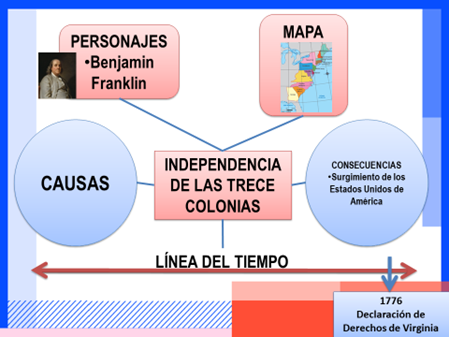 PERSONAJES
•Benjamin
Franklin
MAPA
CAUSAS
INDEPENDENCIA
DE LAS TRECE
COLONIAS
CONSECUENCIAS
•Surgimiento de los
Estados Unidos de
América
LÍNEA DEL TIEMPO
1776
Declaración de
Derechos de Virginia